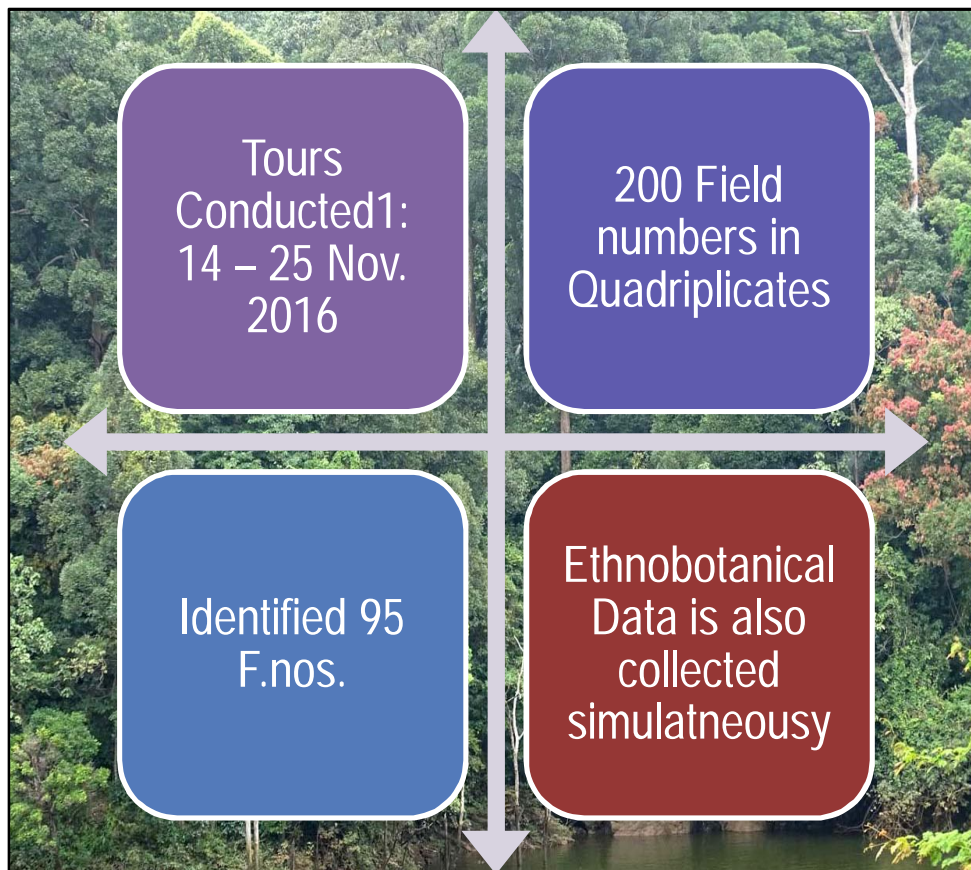 Tours
Conducted1:
14 – 25 Nov.
2016
200 Field
numbers in
Quadriplicates
Identified 95
F.nos.
Ethnobotanical
Data is also
collected
simulatneousy